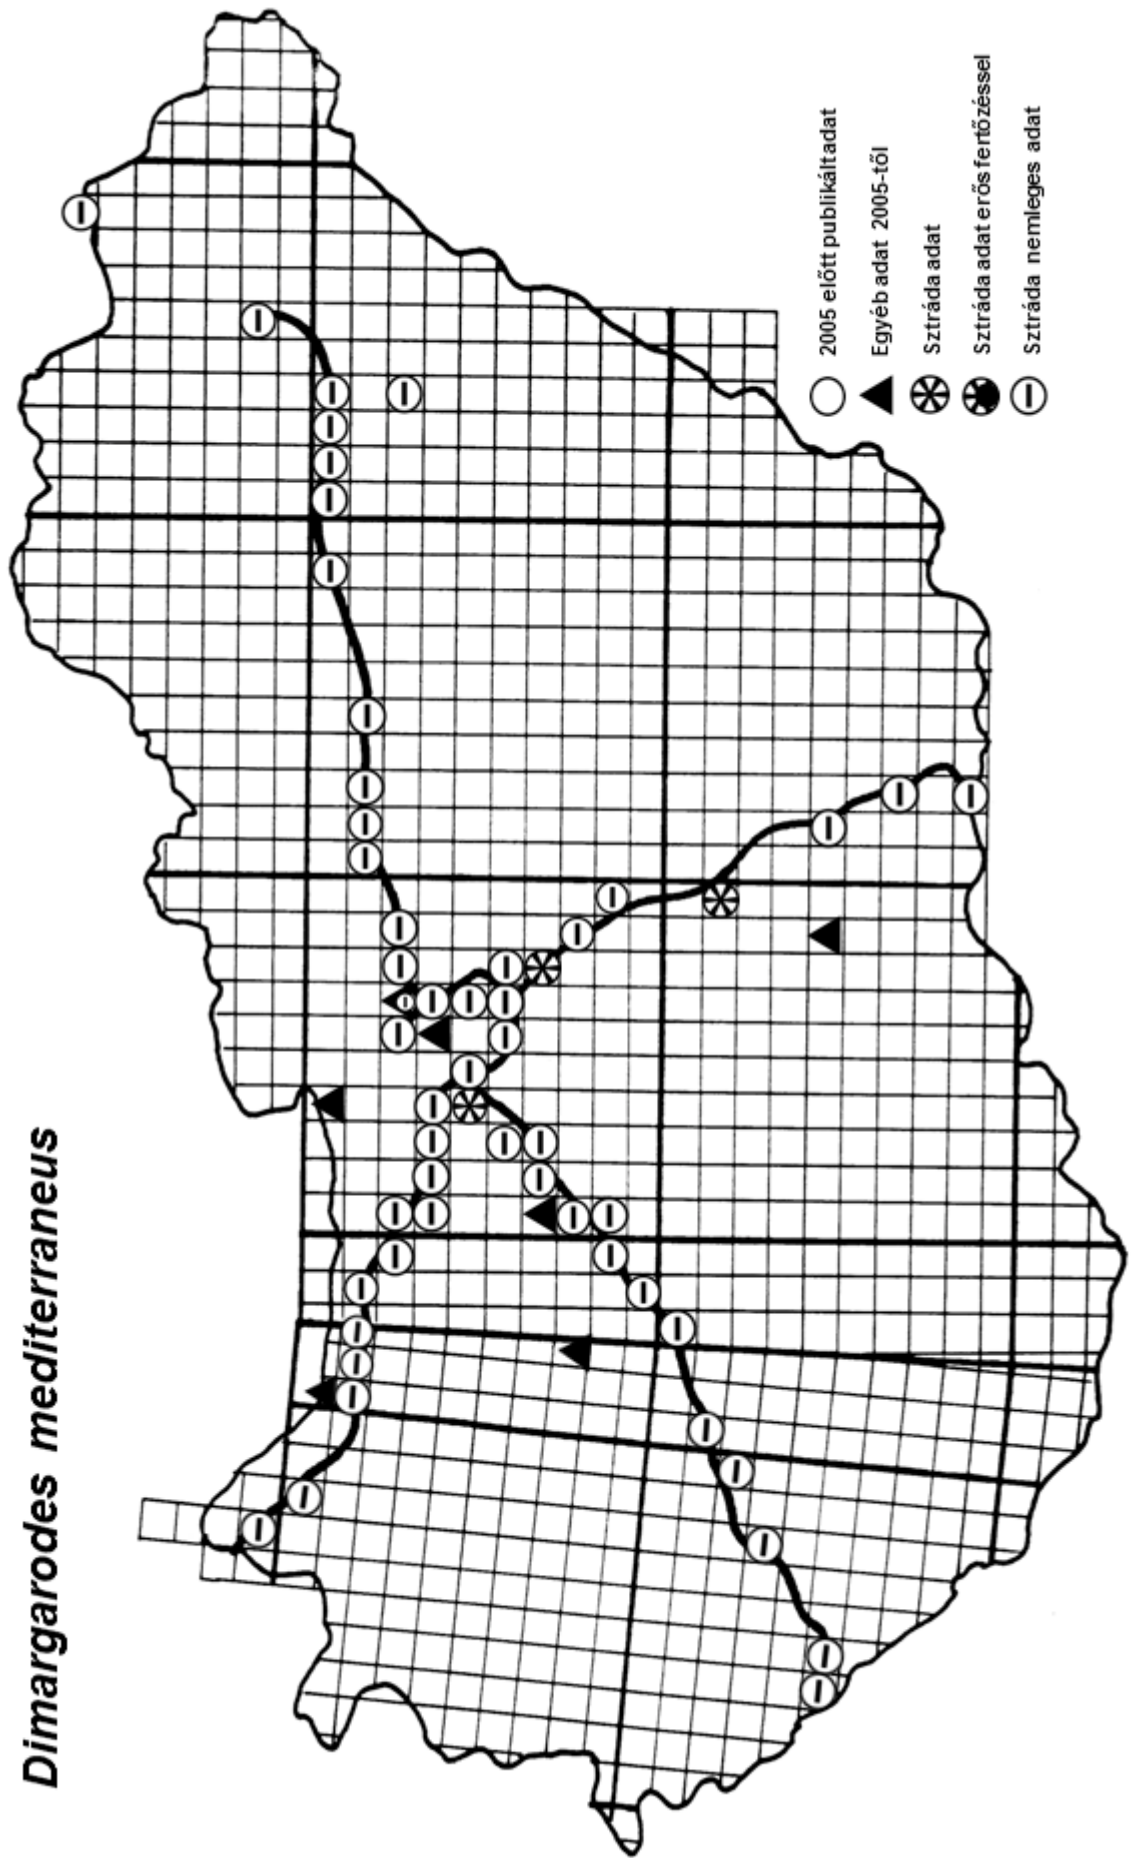 Dimargarodes mediterraneus
2005 előtt publikáltadat
Egyéb adat 2005-től
Sztráda adat
Sztráda adat erős fertőzéssel
Sztráda nemleges adat